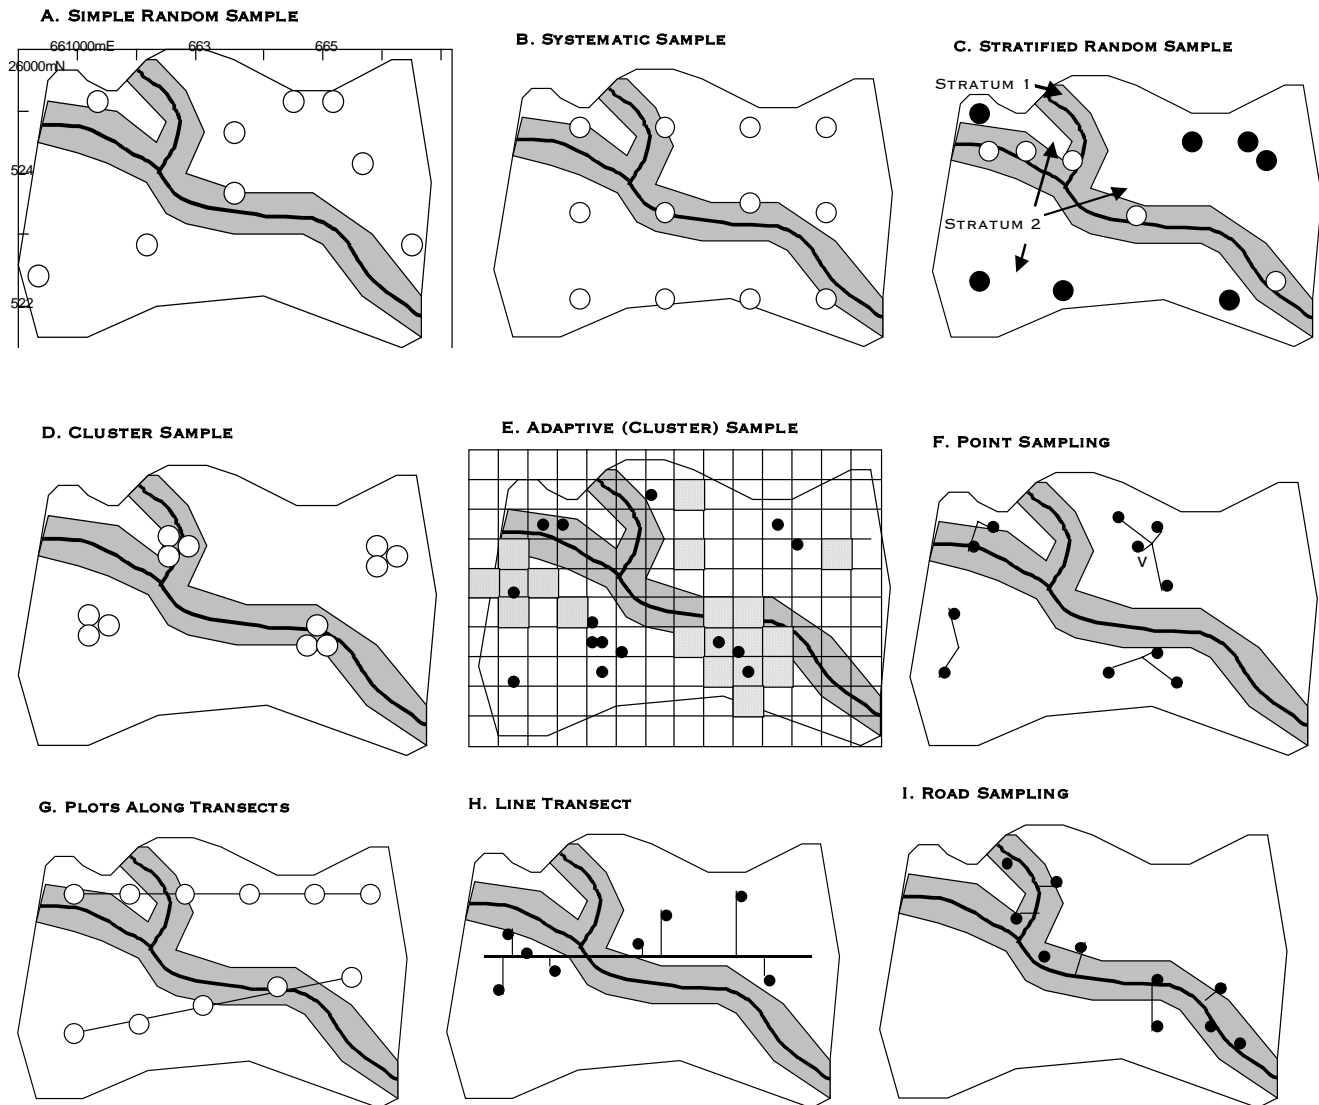 A. SIMPLE RANDOM SAMPLE
661000mE 663 665
26000mN
524
522
B. SYSTEMATIC SAMPLE
C. STRATIFIED RANDOM SAMPLE
STRATUM 1
STRATUM 2
D. CLUSTER SAMPLE
E. ADAPTIVE (CLUSTER) SAMPLE
F. POINT SAMPLING
V
G. PLOTS ALONG TRANSECTS
H. LINE TRANSECT
I. ROAD SAMPLING